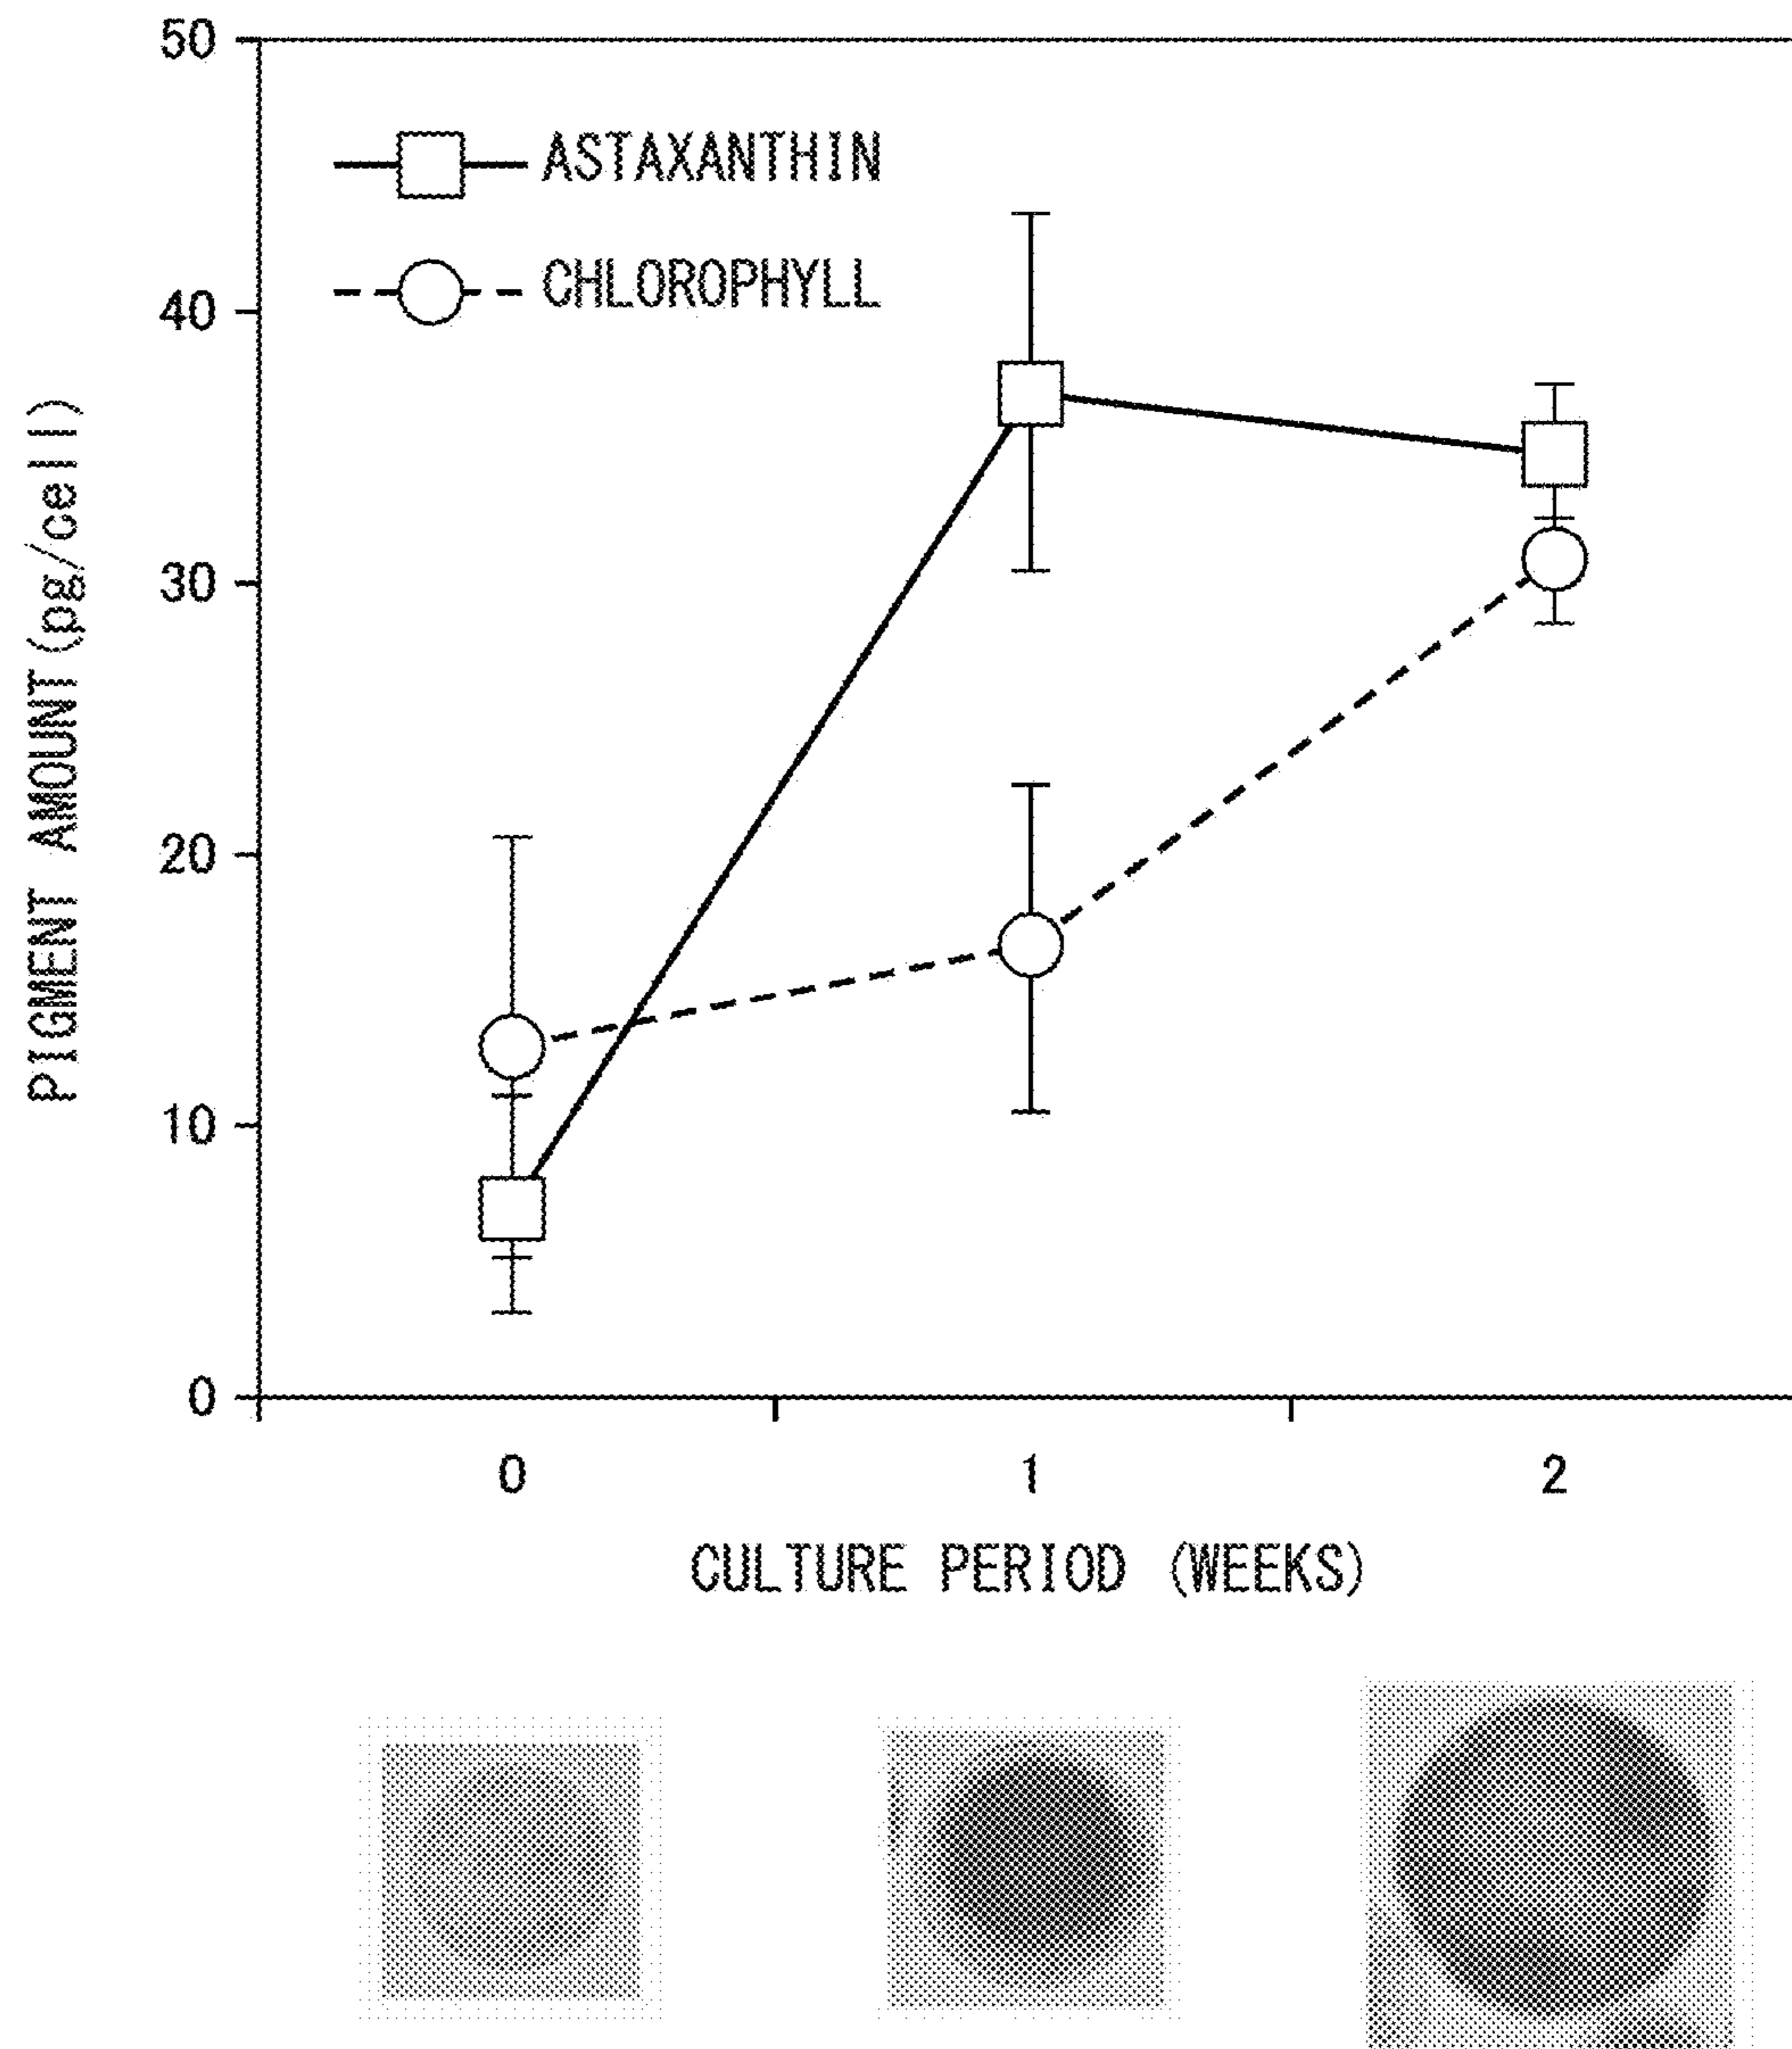 50
ASTAXANTHIN
CHLOROPHYLL
40
30
20
10
0
PIGMENT AMOUNT (pg/cell)
0 1 2
CULTURE PERIOD (WEEKS)